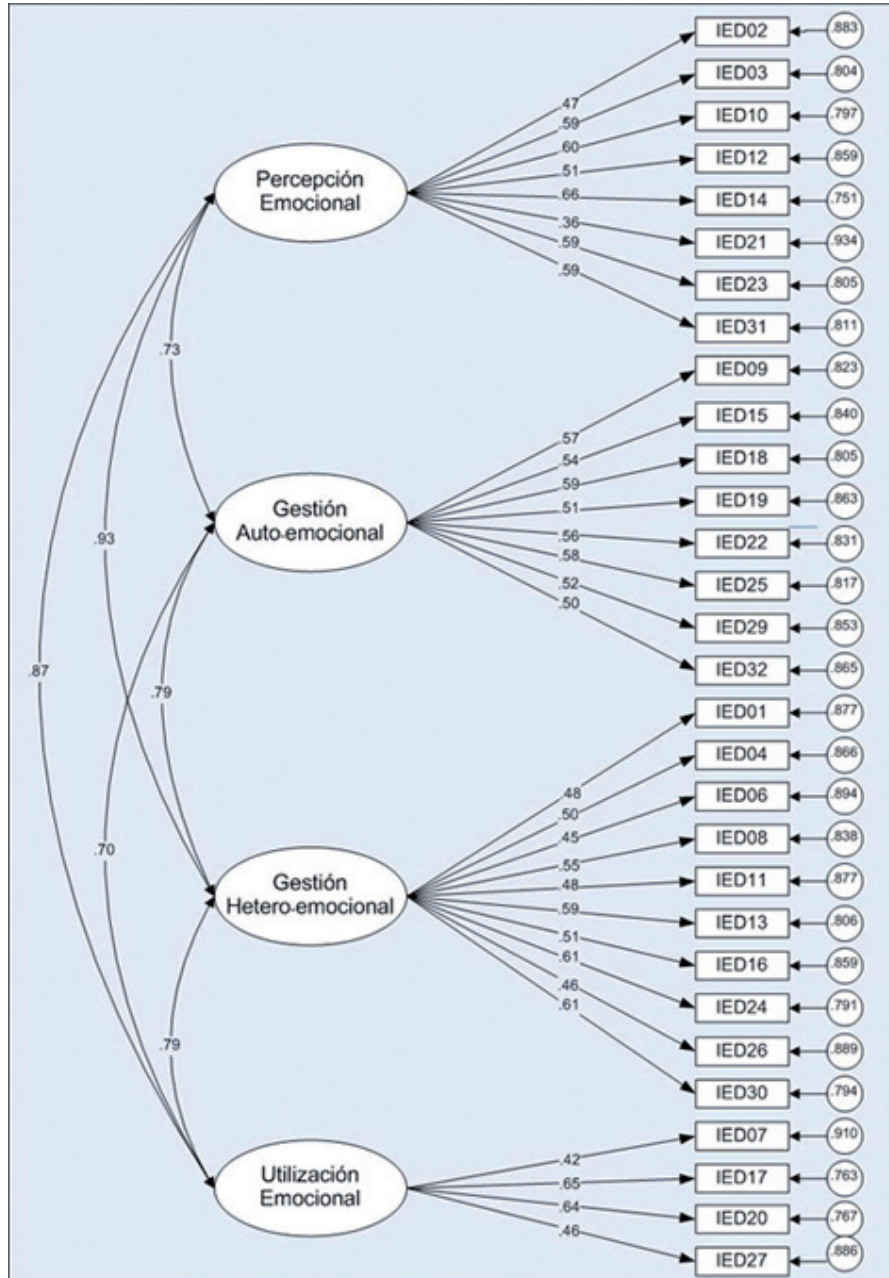 IED02
.883
IED03
.804
.47
.59
IED10
.797
.60
IED12
.859
.51
Percepción
Emocional
.66
IED14
.751
.36
IED21
.934
.59
.59
IED23
.805
IED31
.811
.73
IED09
.823
IED15
.840
.57
.54
IED18
.805
.59
IED19
.863
.51
Gestión
Auto-emocional
.56
IED22
.831
.58
IED25
.817
.52
.50
IED29
.853
.93
IED32
.865
.87
.79
IED01
.877
IED04
.866
.48
.50
IED06
.894
.45
IED08
.838
.55
.70
Gestión
Hetero-emocional
.48
IED11
.877
.59
IED13
.806
.51
IED16
.859
.61
.46
IED24
.791
.61
IED26
.889
.79
IED30
.794
IED07
.910
.42
IED17
.763
.65
Utilización
Emocional
.64
IED20
.767
.46
IED27
.886